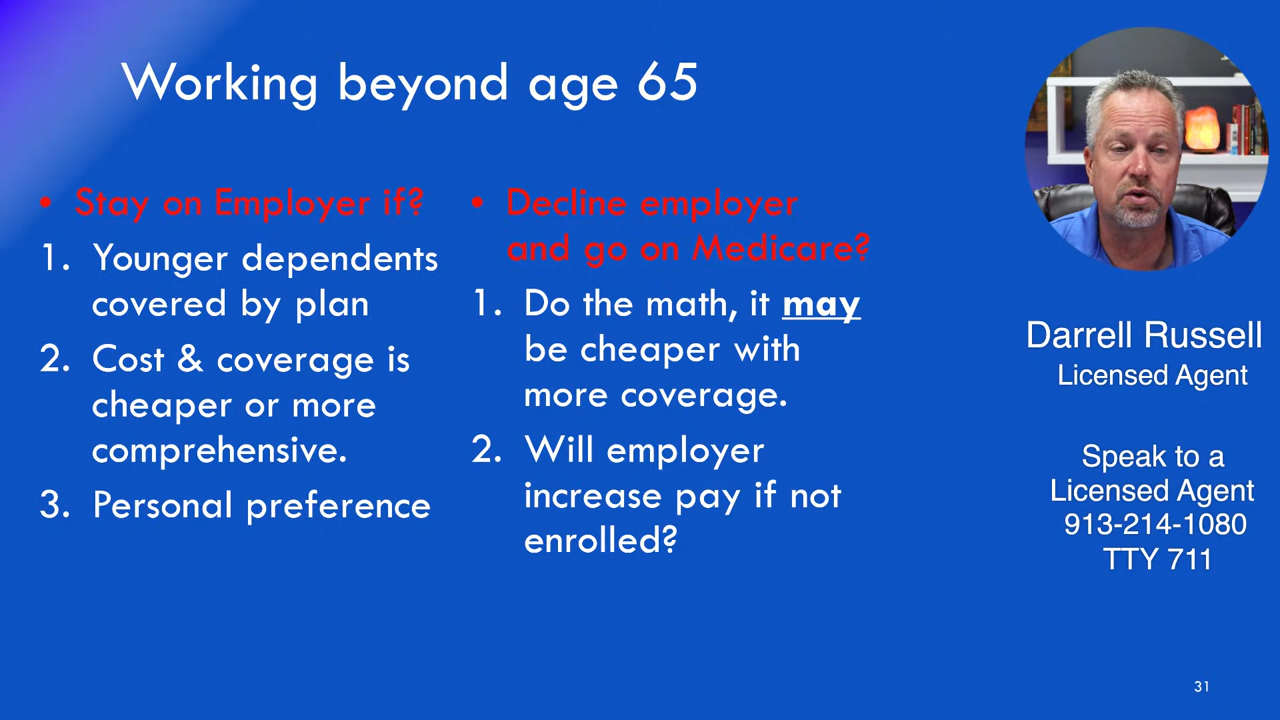 Working beyond age 65
• Stay on Employer if?
1. Younger dependents
covered by plan
2. Cost & coverage is
cheaper or more
comprehensive.
3. Personal preference
• Decline employer
and go on Medicare?
1. Do the math, it may
be cheaper with
more coverage.
2. Will employer
increase pay if not
enrolled?
Darrell Russell
Licensed Agent
Speak to a
Licensed Agent
913-214-1080
TTY 711
31